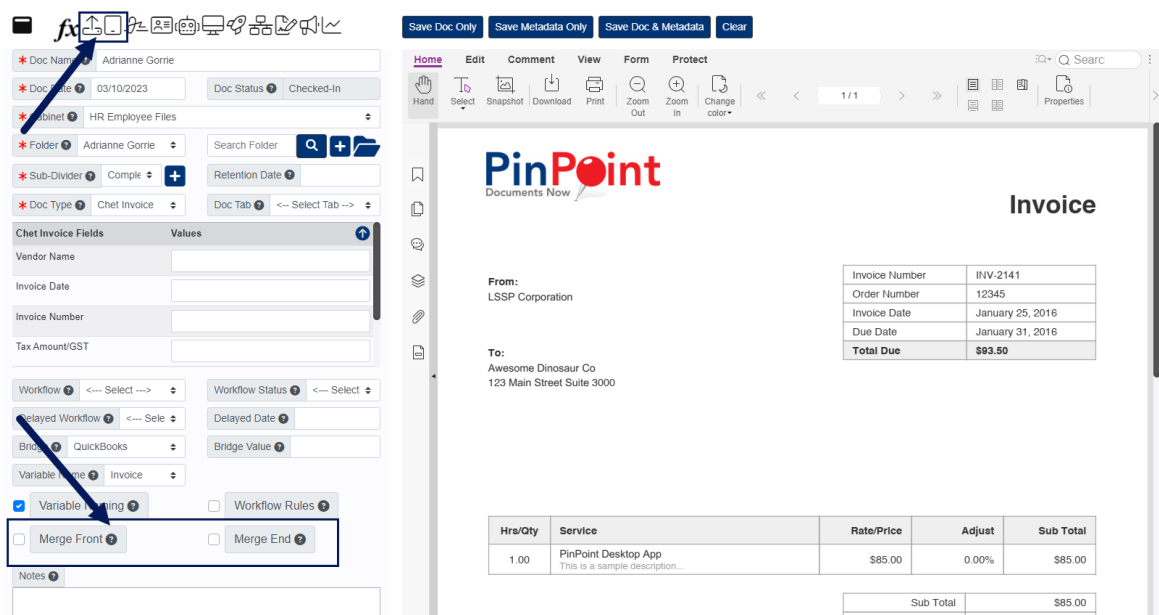 fx
Save Doc Only Save Metadata Only Save Doc & Metadata Clear
* Doc Name ? Adrianne Gorrie
* Doc Date ? 03/10/2023 Doc Status ? Checked-In
* Cabinet ? HR Employee Files
* Folder ? Adrianne Gorrie Search Folder
* Sub-Divider ? Comple Retention Date ?
* Doc Type ? Chet Invoice Doc Tab ? <-- Select Tab -->
Chet Invoice Fields Values
Vendor Name
Invoice Date
Invoice Number
Tax Amount/GST
Workflow ? <--- Select ---> Workflow Status ? <--- Select
Delayed Workflow ? <--- Sele Delayed Date ?
Bridge ? QuickBooks Bridge Value ?
Variable Name ? Invoice
Variable Naming ? Workflow Rules ?
Merge Front ? Merge End ?
Notes ?
Home Edit Comment View Form Protect Searc
Hand Select Snapshot Download Print Zoom Out Zoom In Change color 1/1 Properties
PinPoint
Documents Now
Invoice
From:
LSSP Corporation
Invoice Number INV-2141
Order Number 12345
Invoice Date January 25, 2016
Due Date January 31, 2016
Total Due $93.50
To:
Awesome Dinosaur Co
123 Main Street Suite 3000
Hrs/Qty Service Rate/Price Adjust Sub Total
1.00 PinPoint Desktop App $85.00 0.00% $85.00
This is a sample description...
Sub Total $85.00